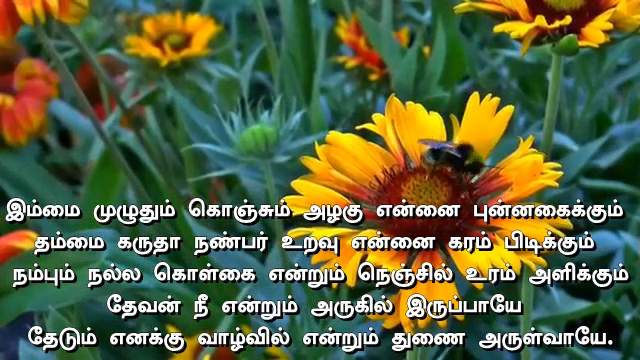 இம்மை முழுதும் கொஞ்சும் அழகு என்னை புன்னகைக்கும்
தம்மை கருதா நண்பர் உறவு என்னை கரம் பிடிக்கும்
நம்பும் நல்ல கொள்கை என்றும் நெஞ்சில் உரம் அளிக்கும்
தேவன் நீ என்றும் அருகில் இருப்பாயே
தேடும் எனக்கு வாழ்வில் என்றும் துணை அருள்வாயே.